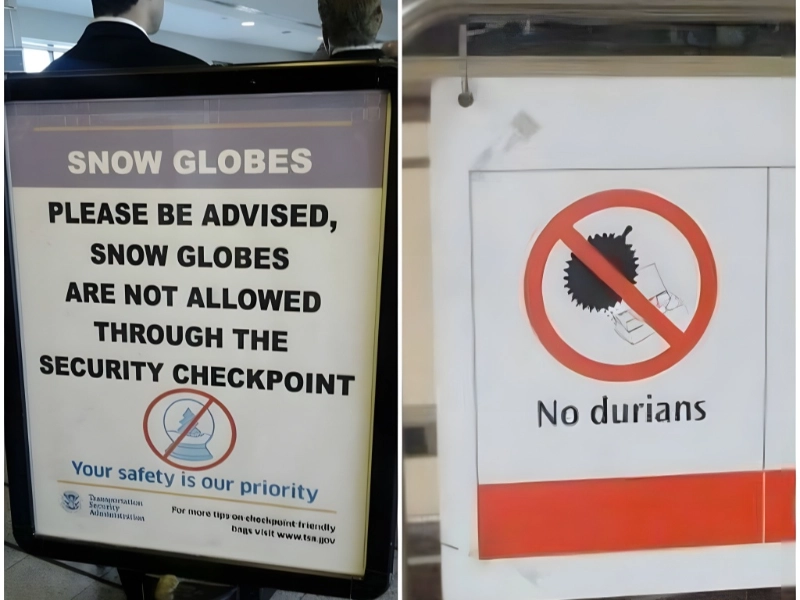 SNOW GLOBES
PLEASE BE ADVISED,
SNOW GLOBES
ARE NOT ALLOWED
THROUGH THE
SECURITY CHECKPOINT
Your safety is our priority
Transportation
Security
Administration
For more tips on checkpoint-friendly
bags visit www.tsa.gov
No durians